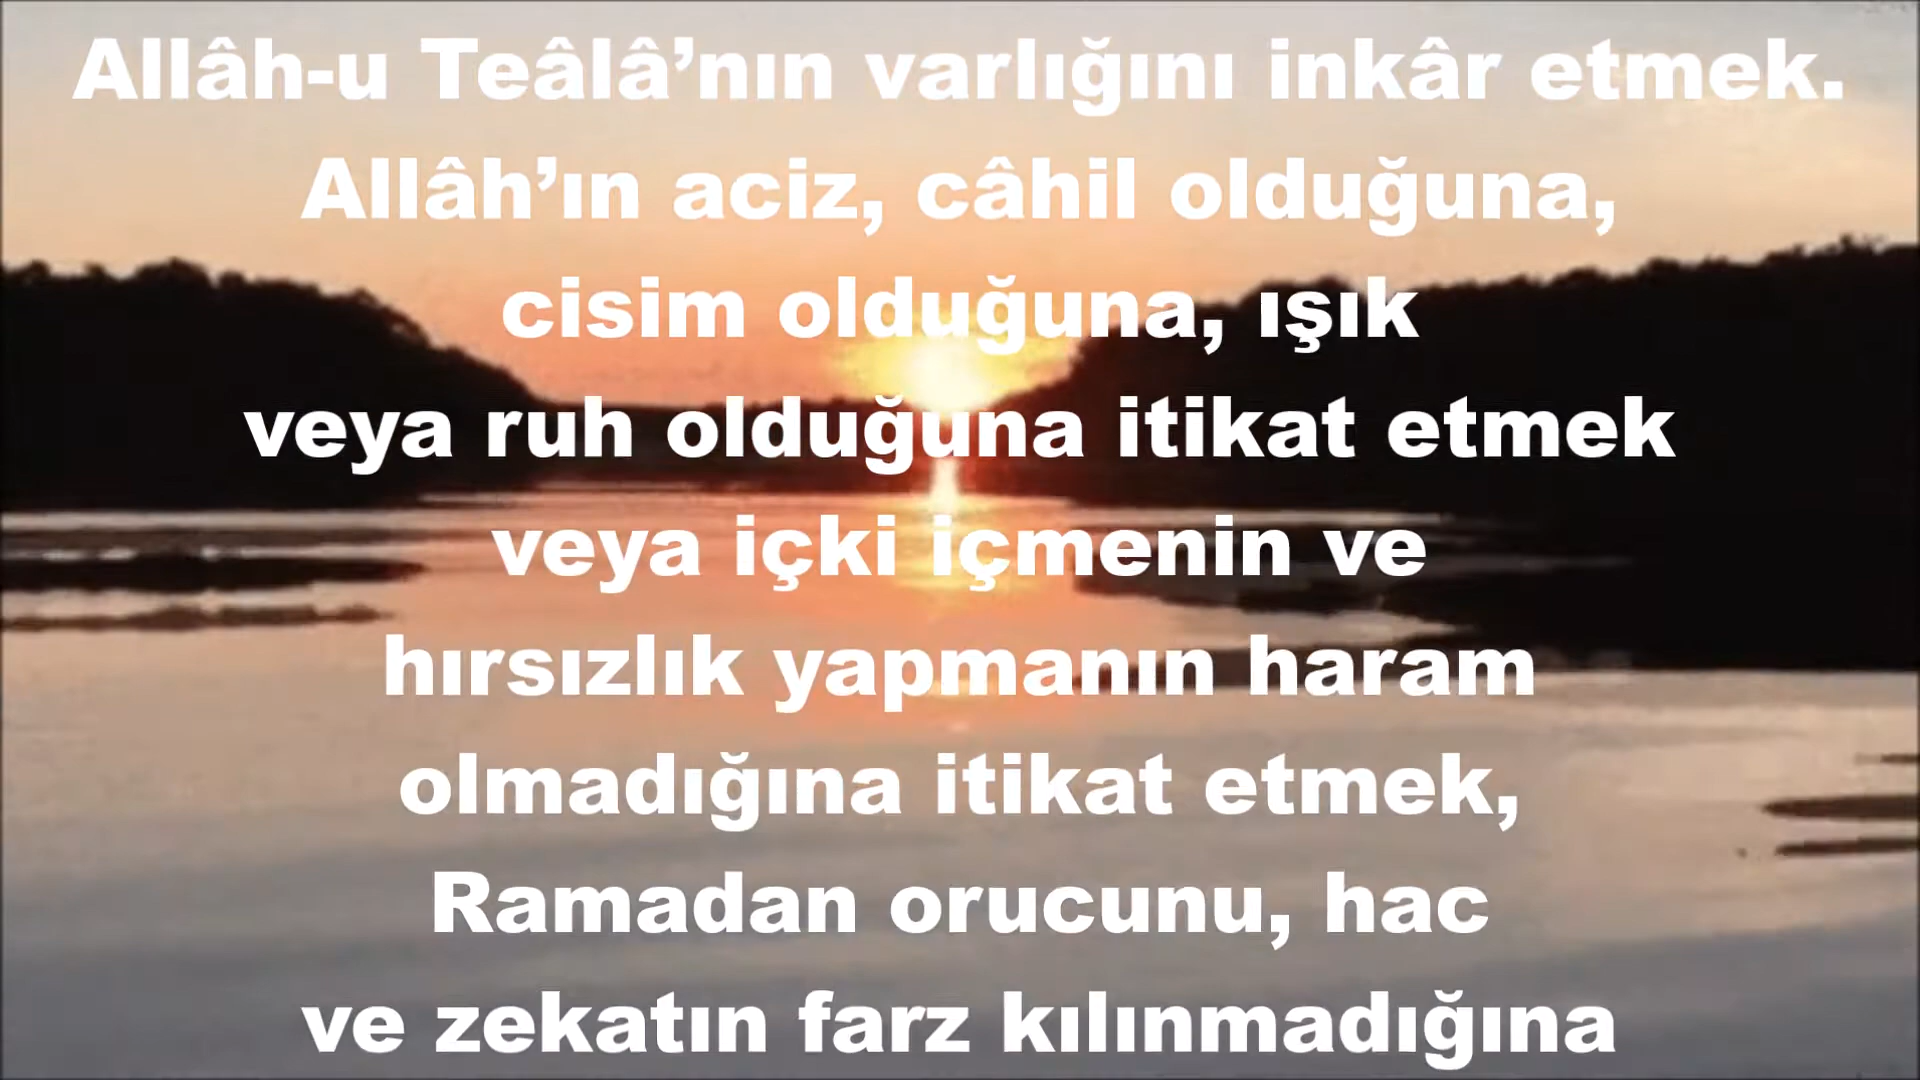 Allâh-u Teâlâ’nın varlığını inkâr etmek.
Allâh’ın aciz, câhil olduğuna,
cisim olduğuna, ışık
veya ruh olduğuna itikat etmek
veya içki içmenin ve
hırsızlık yapmanın haram
olmadığına itikat etmek,
Ramadan orucunu, hac
ve zekatın farz kılınmadığına